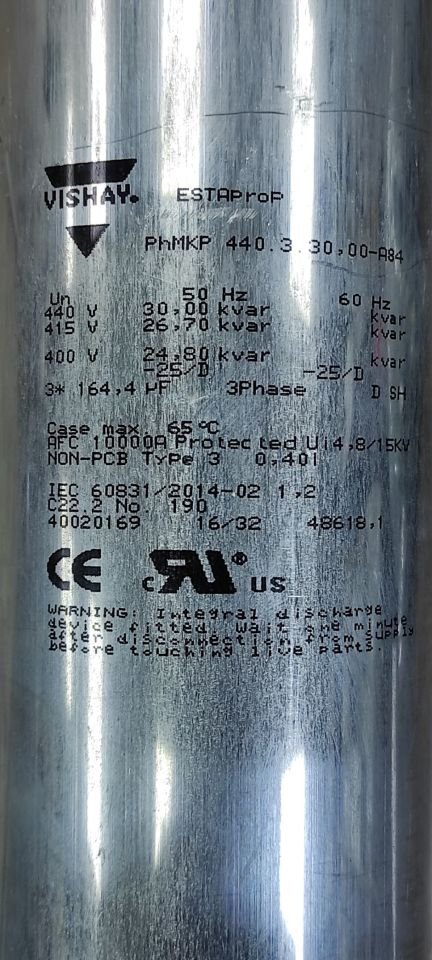 VISHAY. ESTAProP
PhMKP 440.3.30,00-A84
Un 50 Hz 60 Hz
440 V 30,00 kvar kvar
415 V 26,70 kvar kvar
400 V 24,80 kvar kvar
-25/D -25/D
3* 164,4 µF 3Phase D SH
Case max. 65 °C
AFC 10000A Protected Ui4,8/15KV
NON-PCB Type 3 0,40l
IEC 60831/2014-02 1,2
C22.2 No. 190
40020169 16/32 48618,1
CE c RU® US
WARNING: Integral discharge
device fitted. Wait one minute
after disconnection from supply
before touching live parts.